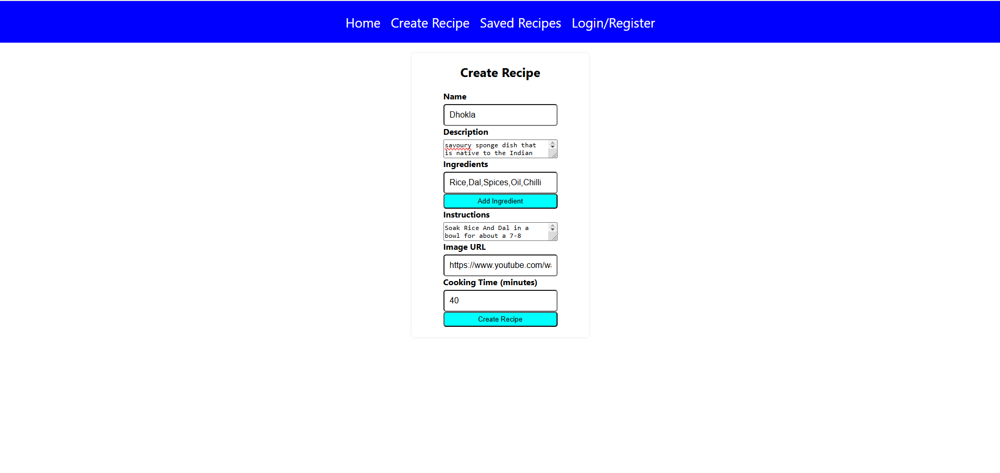 Home Create Recipe Saved Recipes Login/Register
Create Recipe
Name
Dhokla
Description
savoury sponge dish that
is native to the Indian
Ingredients
Rice,Dal,Spices,Oil,Chilli
Add Ingredient
Instructions
Soak Rice And Dal in a
bowl for about a 7-8
Image URL
https://www.youtube.com/wa
Cooking Time (minutes)
40
Create Recipe